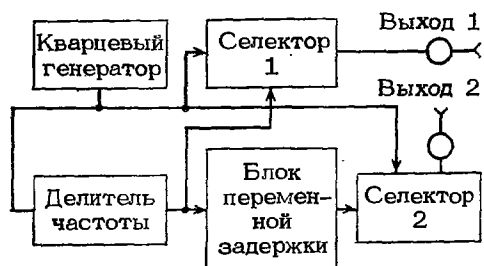 Кварцевый
генератор
Селектор
1
Выход 1
Выход 2
Делитель
частоты
Блок
перемен-
ной
задержки
Селектор
2